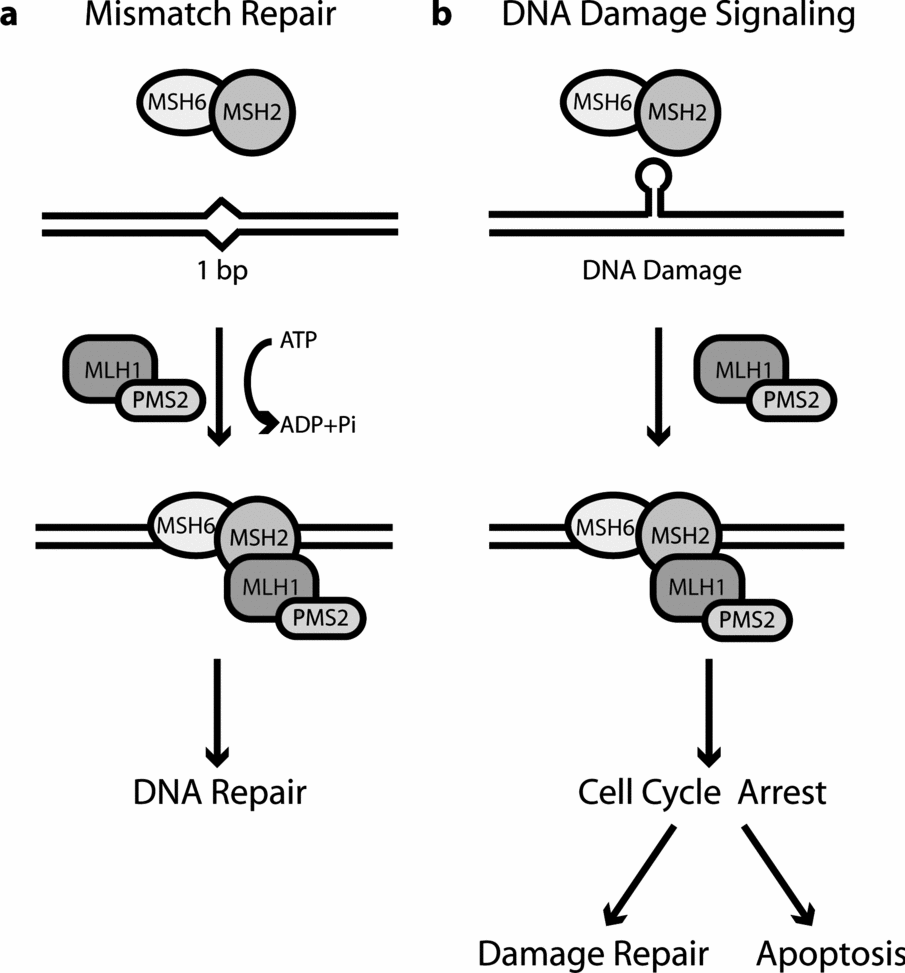 a Mismatch Repair
MSH6 MSH2
1 bp
MLH1
PMS2
ATP
ADP+Pi
MSH6 MSH2
MLH1
PMS2
DNA Repair
b DNA Damage Signaling
MSH6 MSH2
DNA Damage
MLH1
PMS2
MSH6 MSH2
MLH1
PMS2
Cell Cycle Arrest
Damage Repair Apoptosis